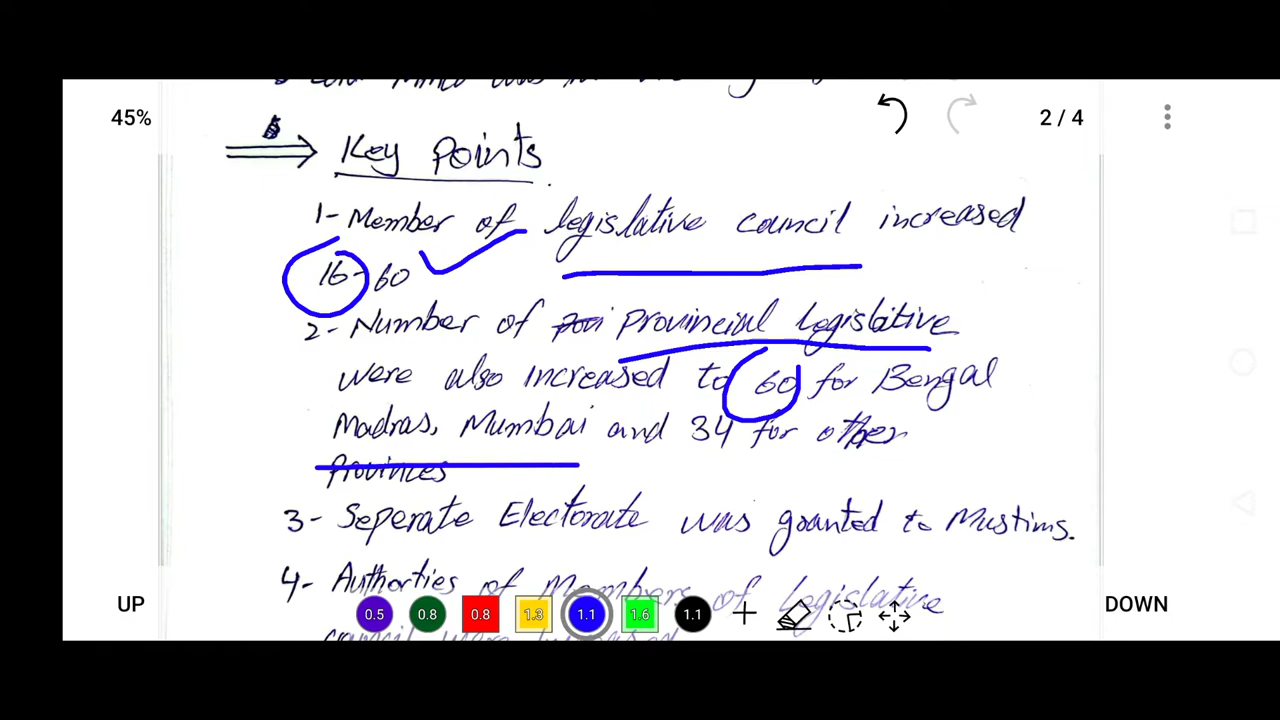 45%
2 / 4
Key Points
1- Member of legislative council increased
16-60
2- Number of provincial legislative
were also increased to 60 for Bengal
Madras, Mumbai and 34 for other
Provinces
3- Seperate Electorate was granted to Muslims.
4- Authorties of Members of legislative
council were
UP
0.5 0.8 0.8 1.3 1.1 1.6 1.1
DOWN